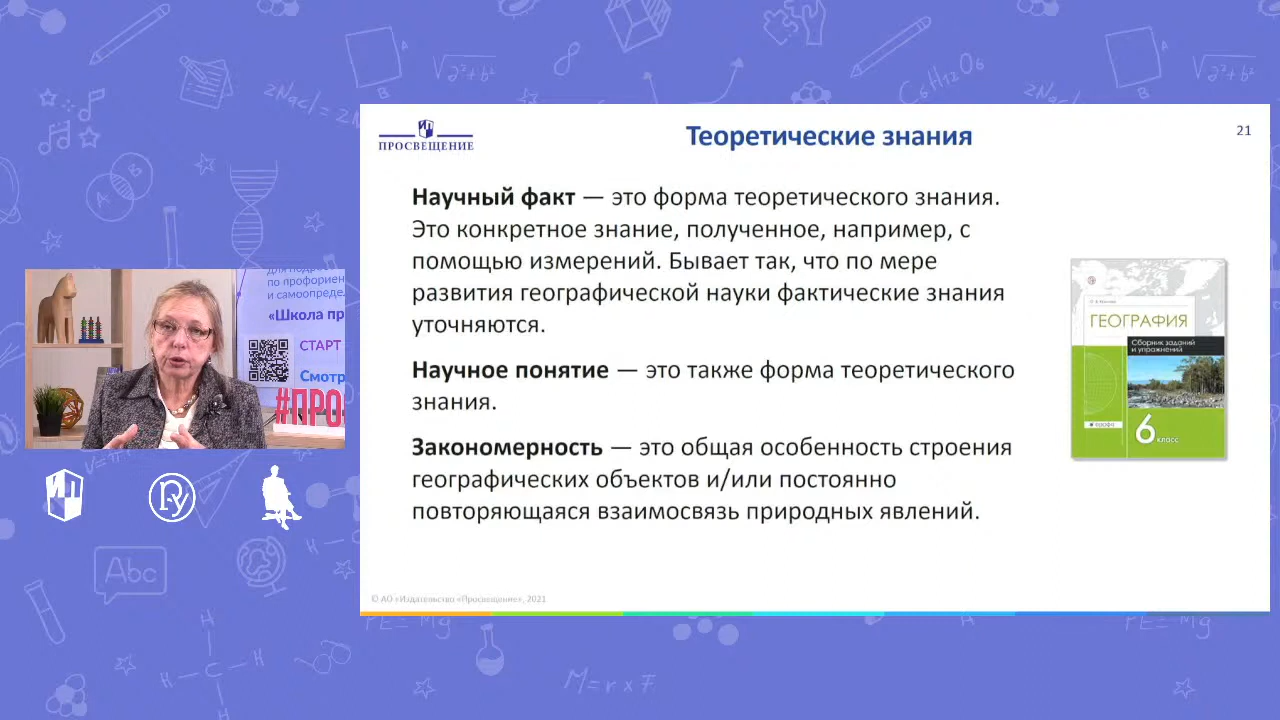 ПРОСВЕЩЕНИЕ
Теоретические знания
21
Научный факт — это форма теоретического знания.
Это конкретное знание, полученное, например, с
помощью измерений. Бывает так, что по мере
развития географической науки фактические знания
уточняются.
Научное понятие — это также форма теоретического
знания.
Закономерность — это общая особенность строения
географических объектов и/или постоянно
повторяющаяся взаимосвязь природных явлений.
ГЕОГРАФИЯ
Сборник заданий
и упражнений
6 класс
© АО «Издательство «Просвещение», 2021
по профориен
и самоопреде
«Школа пр
СТАРТ
Смотр
#ПРО
Abc
C₆H₁₂O₆
M=r x F